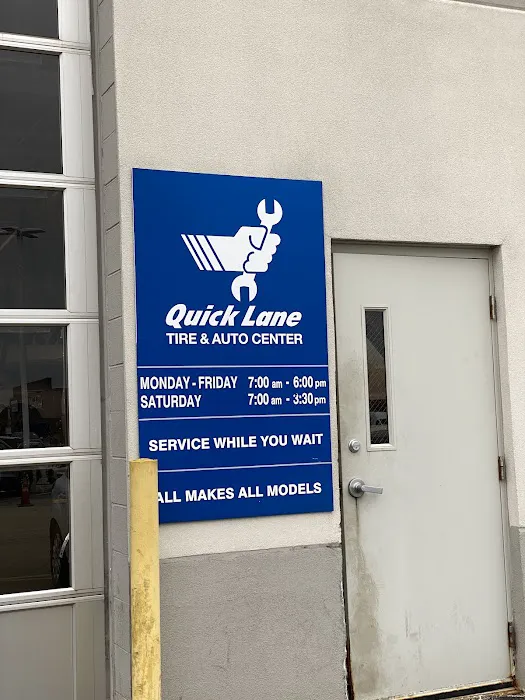 Quick Lane
TIRE & AUTO CENTER
MONDAY - FRIDAY 7:00 am - 6:00 pm
SATURDAY 7:00 am - 3:30 pm
SERVICE WHILE YOU WAIT
ALL MAKES ALL MODELS